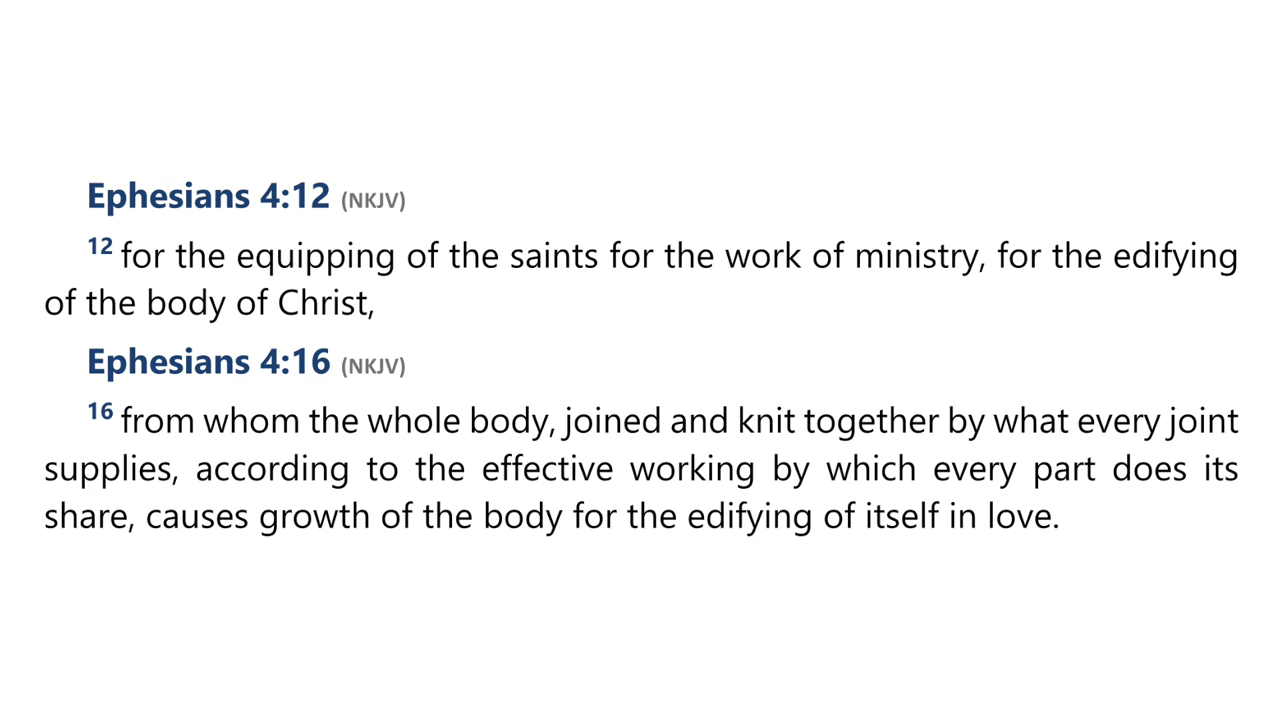 Ephesians 4:12 (NKJV)
12 for the equipping of the saints for the work of ministry, for the edifying
of the body of Christ,
Ephesians 4:16 (NKJV)
16 from whom the whole body, joined and knit together by what every joint
supplies, according to the effective working by which every part does its
share, causes growth of the body for the edifying of itself in love.